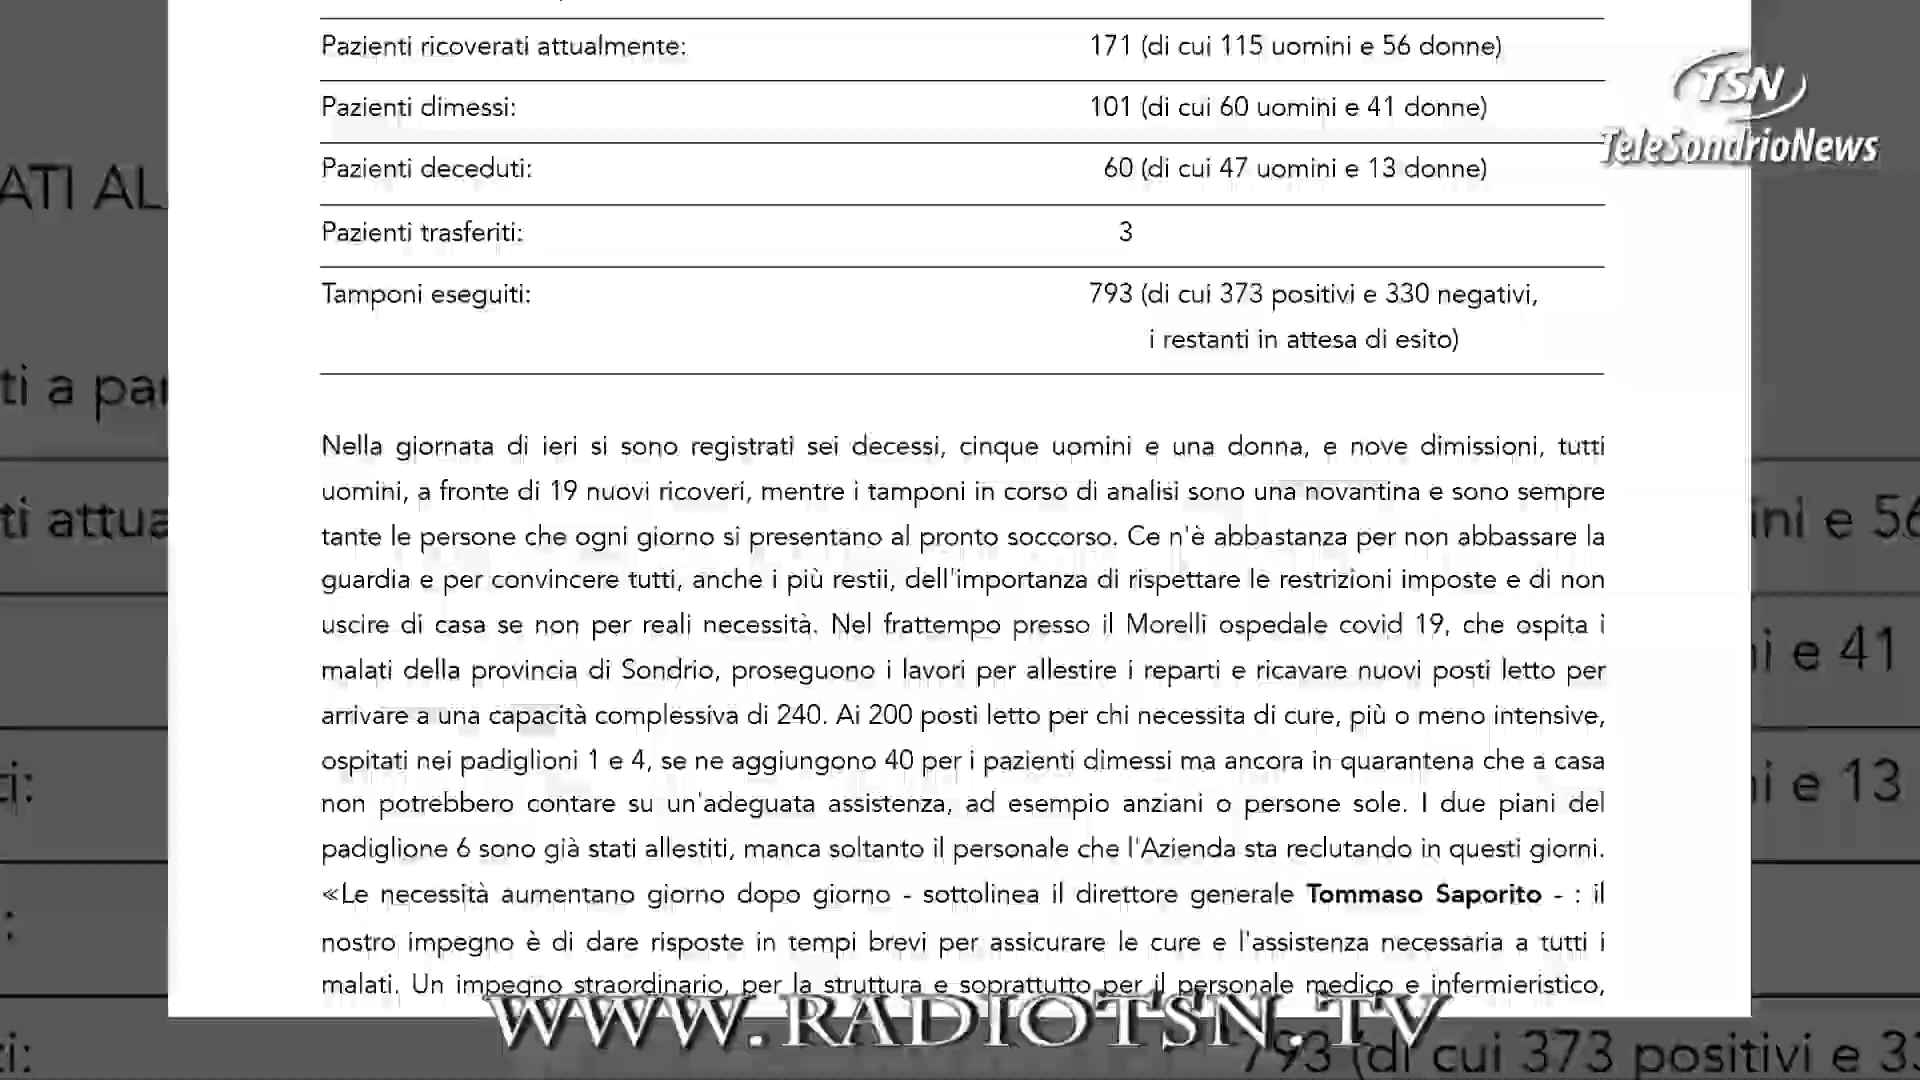 Pazienti ricoverati attualmente: 171 (di cui 115 uomini e 56 donne)
Pazienti dimessi: 101 (di cui 60 uomini e 41 donne)
Pazienti deceduti: 60 (di cui 47 uomini e 13 donne)
Pazienti trasferiti: 3
Tamponi eseguiti: 793 (di cui 373 positivi e 330 negativi,
i restanti in attesa di esito)
Nella giornata di ieri si sono registrati sei decessi, cinque uomini e una donna, e nove dimissioni, tutti
uomini, a fronte di 19 nuovi ricoveri, mentre i tamponi in corso di analisi sono una novantina e sono sempre
tante le persone che ogni giorno si presentano al pronto soccorso. Ce n'è abbastanza per non abbassare la
guardia e per convincere tutti, anche i più restii, dell'importanza di rispettare le restrizioni imposte e di non
uscire di casa se non per reali necessità. Nel frattempo presso il Morelli ospedale covid 19, che ospita i
malati della provincia di Sondrio, proseguono i lavori per allestire i reparti e ricavare nuovi posti letto per
arrivare a una capacità complessiva di 240. Ai 200 posti letto per chi necessita di cure, più o meno intensive,
ospitati nei padiglioni 1 e 4, se ne aggiungono 40 per i pazienti dimessi ma ancora in quarantena che a casa
non potrebbero contare su un'adeguata assistenza, ad esempio anziani o persone sole. I due piani del
padiglione 6 sono già stati allestiti, manca soltanto il personale che l'Azienda sta reclutando in questi giorni.
«Le necessità aumentano giorno dopo giorno - sottolinea il direttore generale Tommaso Saporito - : il
nostro impegno è di dare risposte in tempi brevi per assicurare le cure e l'assistenza necessaria a tutti i
malati. Un impegno straordinario, per la struttura e soprattutto per il personale medico e infermieristico,
TSN
TeleSondrioNews
WWW.RADIOTSN.TV
ATI AL
ti a par
ti attua
ini e 56
i e 41
i e 13
793 (di cui 373 positivi e 33